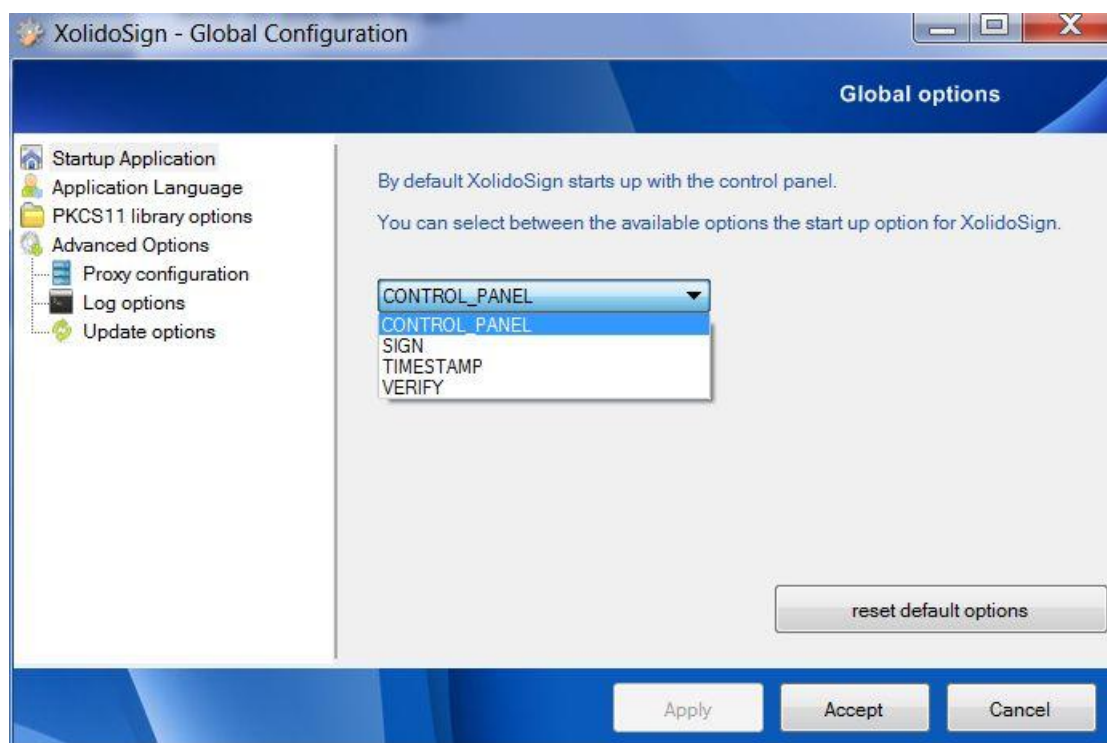 XolidoSign - Global Configuration
Global options
Startup Application
Application Language
PKCS11 library options
Advanced Options
Proxy configuration
Log options
Update options
By default XolidoSign starts up with the control panel.
You can select between the available options the start up option for XolidoSign.
CONTROL_PANEL
CONTROL_PANEL
SIGN
TIMESTAMP
VERIFY
reset default options
Apply
Accept
Cancel